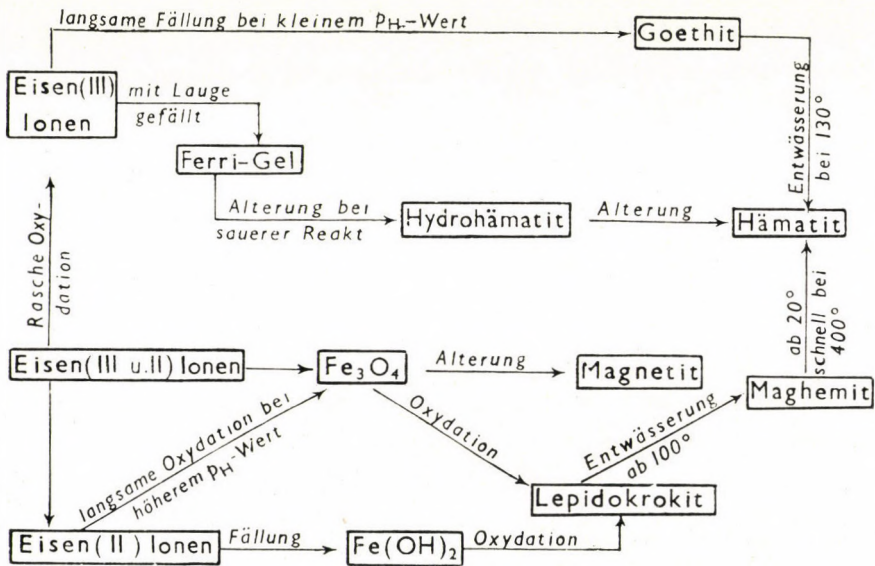 langsame Fällung bei kleinem PH-Wert
Goethit
Eisen(III)
Ionen
mit Lauge
gefällt
Ferri-Gel
Entwässerung
bei 130°
Alterung bei
sauerer Reakt
Hydrohämatit
Alterung
Hämatit
Rasche Oxy-
dation
ab 20°
schnell bei
400°
Eisen(III u.II) Ionen
Fe₃O₄
Alterung
Magnetit
Maghemit
langsame Oxydation bei
höherem PH-Wert
Oxydation
Entwässerung
ab 100°
Lepidokrokit
Eisen(II) Ionen
Fällung
Fe(OH)₂
Oxydation